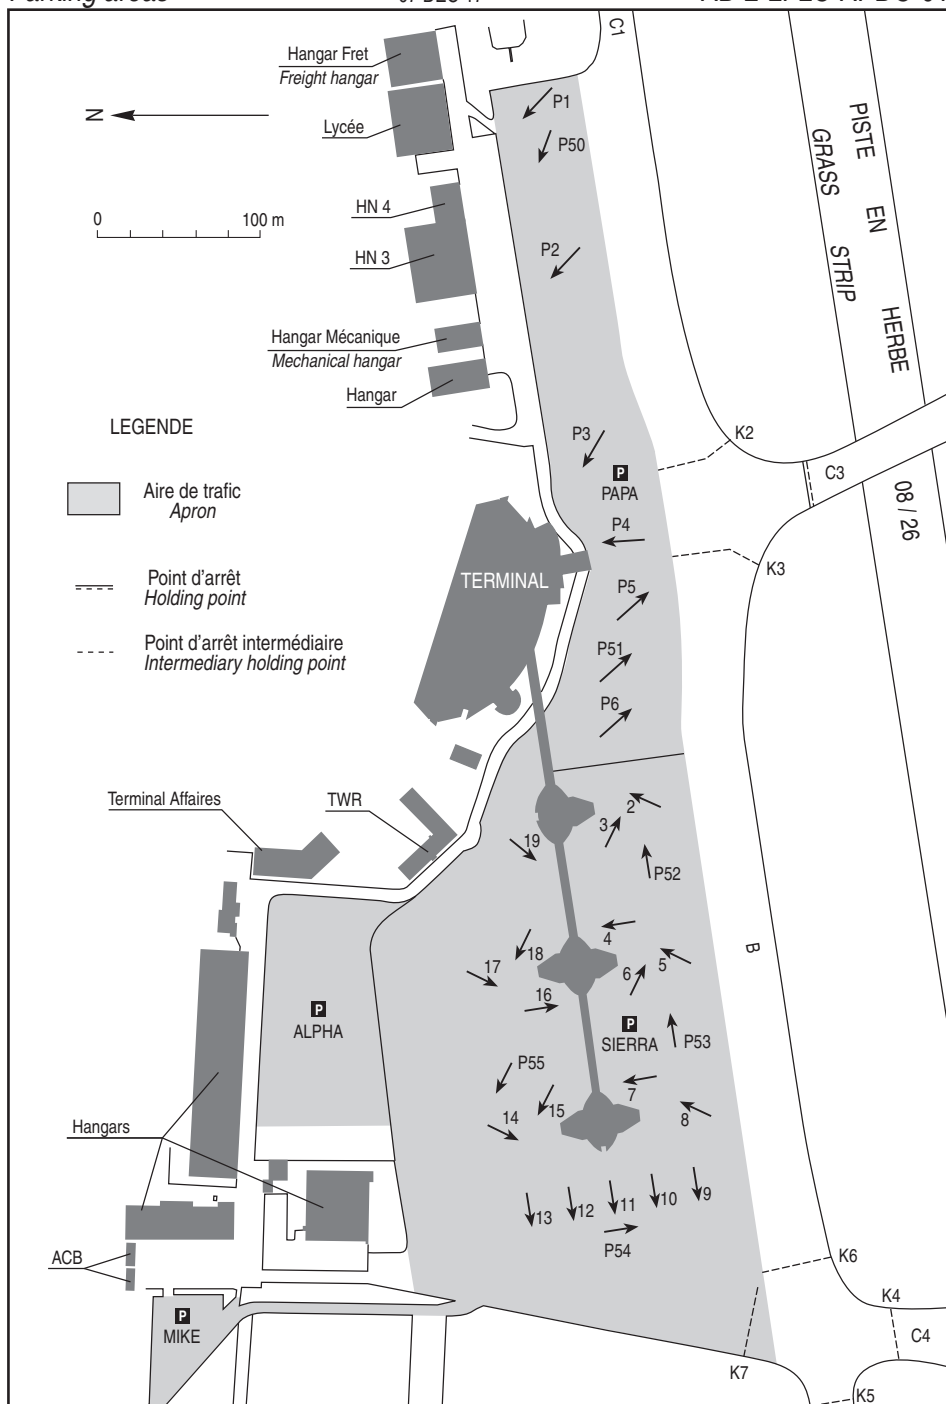 Parking areas
C1
Hangar Fret
Freight hangar
P1
N
Lycée
P50
PISTE EN HERBE
GRASS STRIP
HN 4
0 100 m
P2
HN 3
Hangar Mécanique
Mechanical hangar
Hangar
LEGENDE
P3
K2
P
PAPA
C3
Aire de trafic
Apron
08 / 26
P4
TERMINAL
K3
Point d'arrêt
Holding point
P5
Point d'arrêt intermédiaire
Intermediary holding point
P51
P6
Terminal Affaires
TWR
2
3
19
P52
4
18
17
5
6
B
16
P
ALPHA
P
SIERRA
P53
P55
7
14
15
8
Hangars
13
12
11
10
9
P54
ACB
K6
K4
P
MIKE
C4
K7
K5